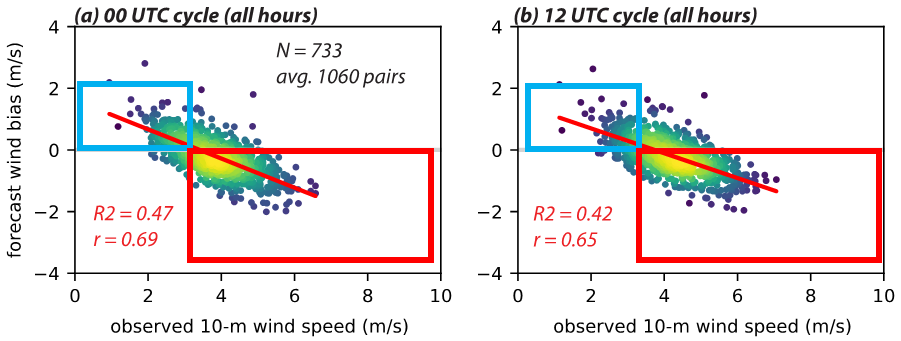 (a) 00 UTC cycle (all hours)
N = 733
avg. 1060 pairs
R2 = 0.47
r = 0.69
forecast wind bias (m/s)
4
2
0
−2
−4
0 2 4 6 8 10
observed 10-m wind speed (m/s)
(b) 12 UTC cycle (all hours)
R2 = 0.42
r = 0.65
4
2
0
−2
−4
0 2 4 6 8 10
observed 10-m wind speed (m/s)